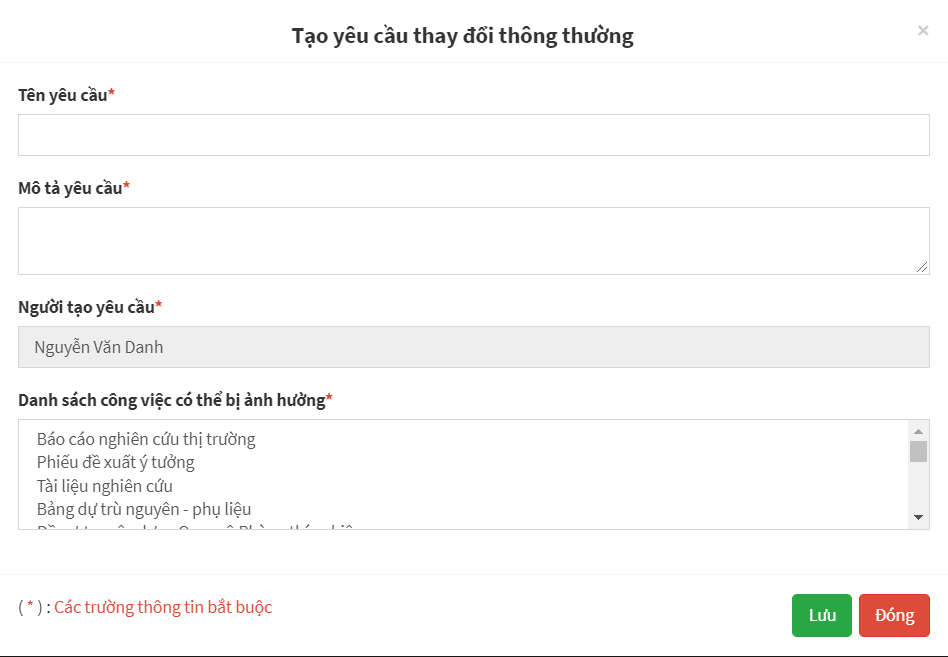 Tạo yêu cầu thay đổi thông thường
×
Tên yêu cầu*
Mô tả yêu cầu*
Người tạo yêu cầu*
Nguyễn Văn Danh
Danh sách công việc có thể bị ảnh hưởng*
Báo cáo nghiên cứu thị trường
Phiếu đề xuất ý tưởng
Tài liệu nghiên cứu
Bảng dự trù nguyên - phụ liệu
( * ) : Các trường thông tin bắt buộc
Lưu
Đóng